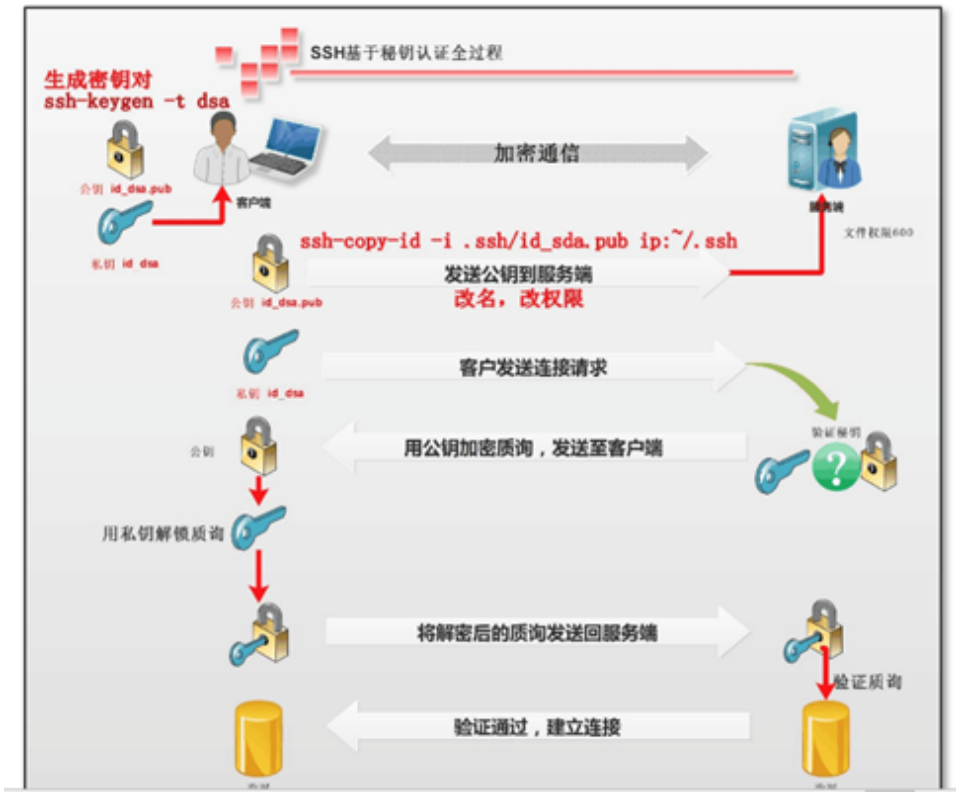 SSH基于秘钥认证全过程
生成密钥对
ssh-keygen -t dsa
加密通信
公钥 id_dsa.pub
客户端
服务端
私钥 id_dsa
文件权限600
ssh-copy-id -i .ssh/id_sda.pub ip:~/.ssh
发送公钥到服务端
改名，改权限
公钥 id_dsa.pub
客户发送连接请求
私钥 id_dsa
验证秘钥
公钥
用公钥加密质询，发送至客户端
用私钥解锁质询
将解密后的质询发送回服务端
验证质询
验证通过，建立连接